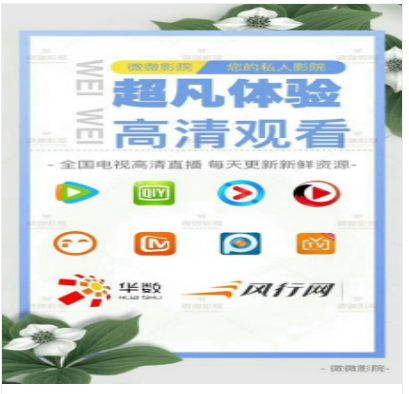 WEI WEI
微微影院 您的私人影院
超凡体验
高清观看
- 全国电视高清直播 每天更新新鲜资源-
QIY
TV
华数
HUA SHU
风行网
- 微微影院-